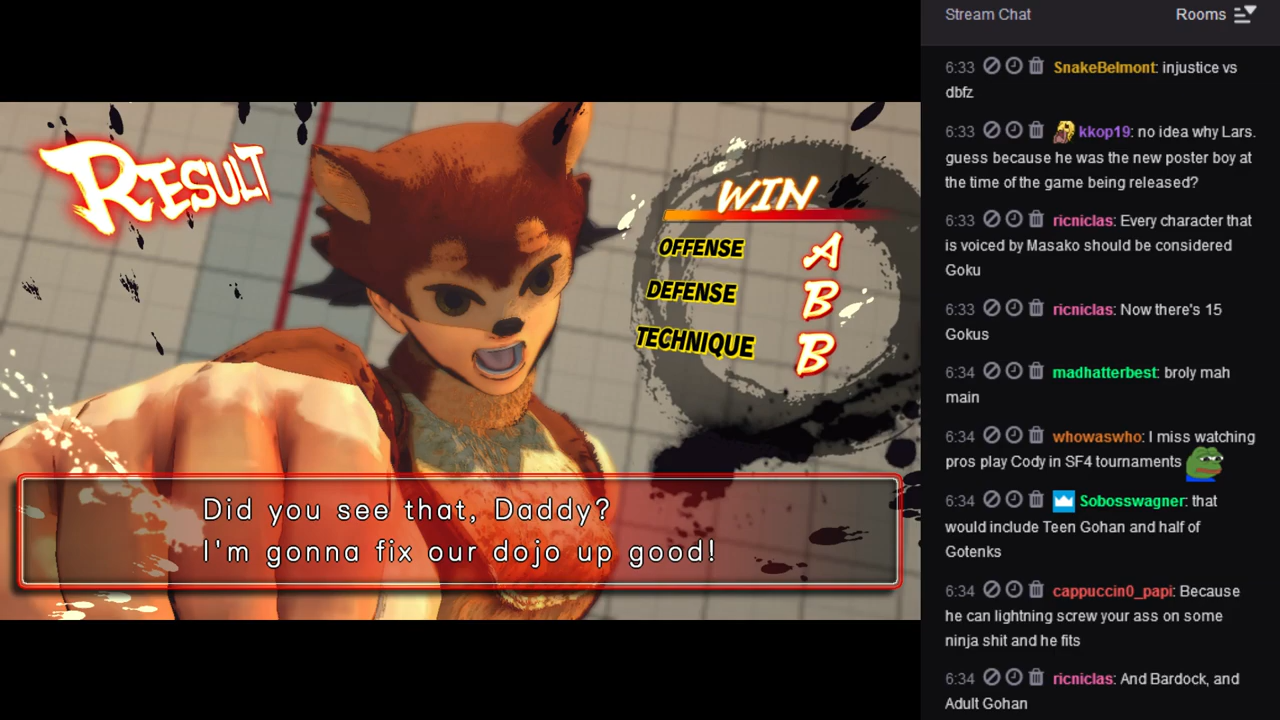 RESULT
WIN
OFFENSE A
DEFENSE B
TECHNIQUE B
Did you see that, Daddy?
I'm gonna fix our dojo up good!
Stream Chat
Rooms
6:33 SnakeBelmont: injustice vs
dbfz
6:33 kkop19: no idea why Lars.
guess because he was the new poster boy at
the time of the game being released?
6:33 ricniclas: Every character that
is voiced by Masako should be considered
Goku
6:33 ricniclas: Now there's 15
Gokus
6:34 madhatterbest: broly mah
main
6:34 whowaswho: I miss watching
pros play Cody in SF4 tournaments
6:34 Sobosswagner: that
would include Teen Gohan and half of
Gotenks
6:34 cappuccin0_papi: Because
he can lightning screw your ass on some
ninja shit and he fits
6:34 ricniclas: And Bardock, and
Adult Gohan